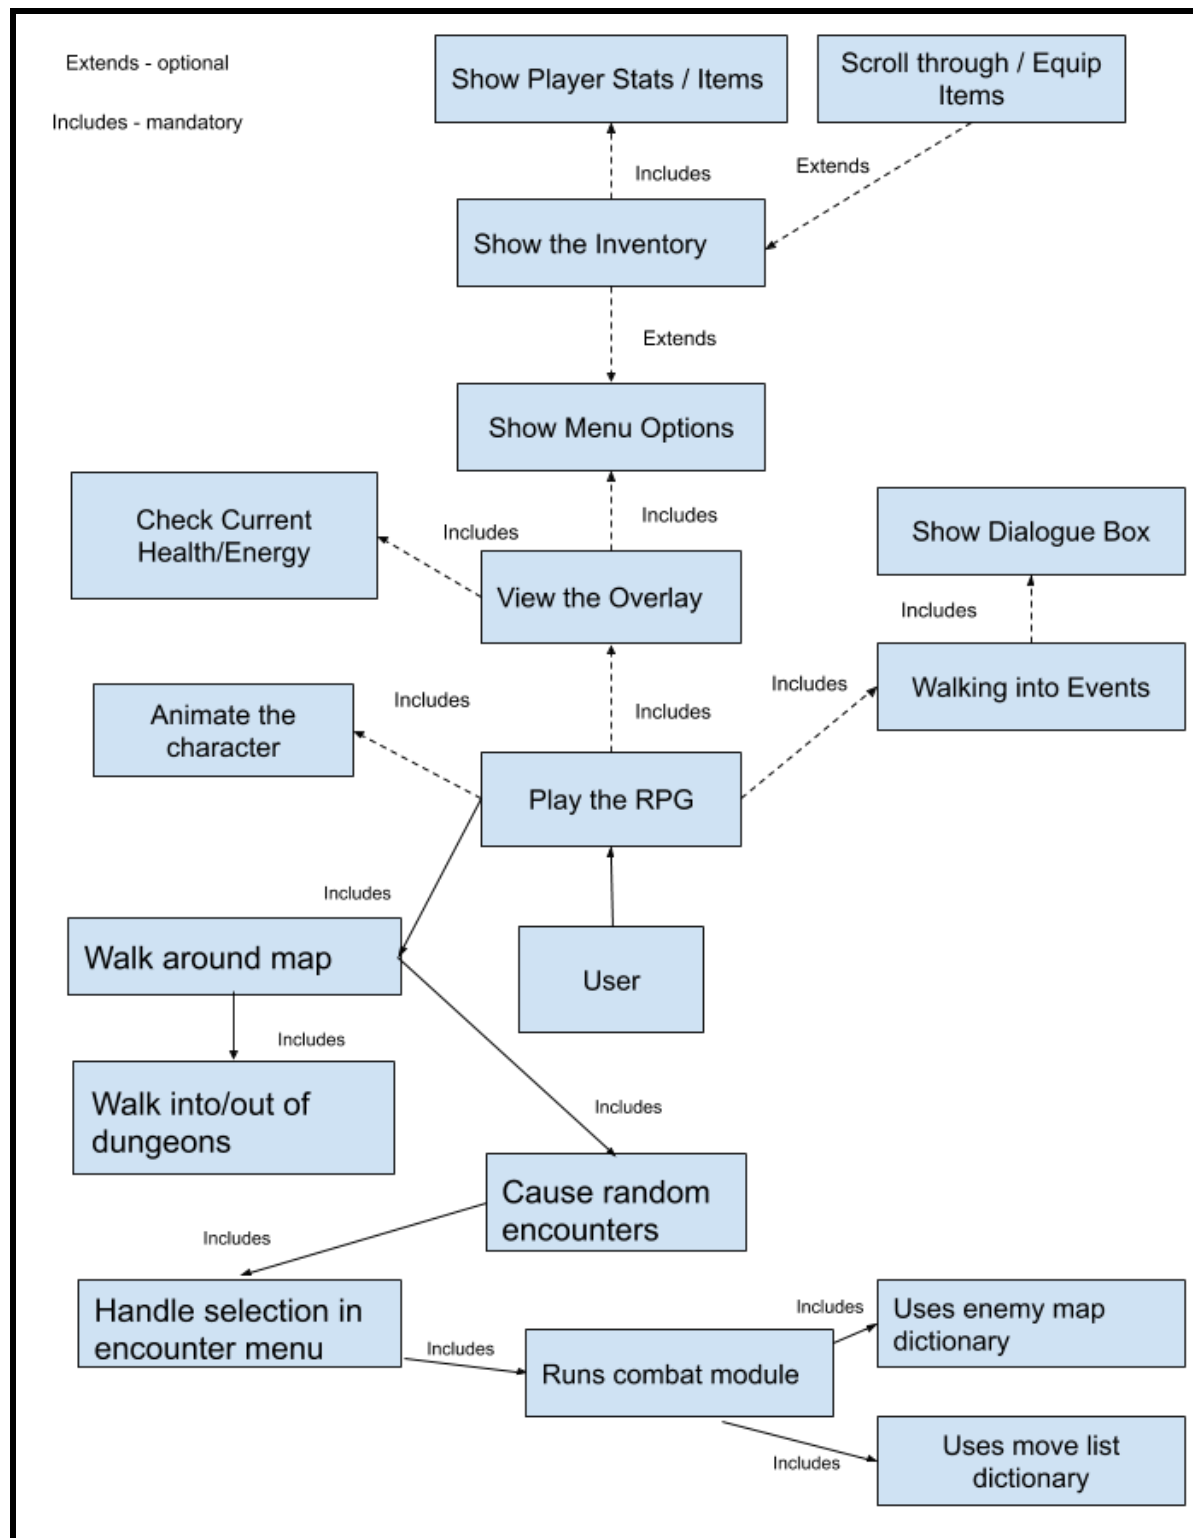 Extends - optional
Includes - mandatory
Show Player Stats / Items
Scroll through / Equip
Items
Includes
Extends
Show the Inventory
Extends
Show Menu Options
Check Current
Health/Energy
Includes
Includes
Show Dialogue Box
View the Overlay
Includes
Animate the
character
Includes
Includes
Includes
Walking into Events
Play the RPG
Includes
Walk around map
User
Includes
Walk into/out of
dungeons
Includes
Cause random
encounters
Includes
Handle selection in
encounter menu
Includes
Runs combat module
Includes
Uses enemy map
dictionary
Includes
Uses move list
dictionary